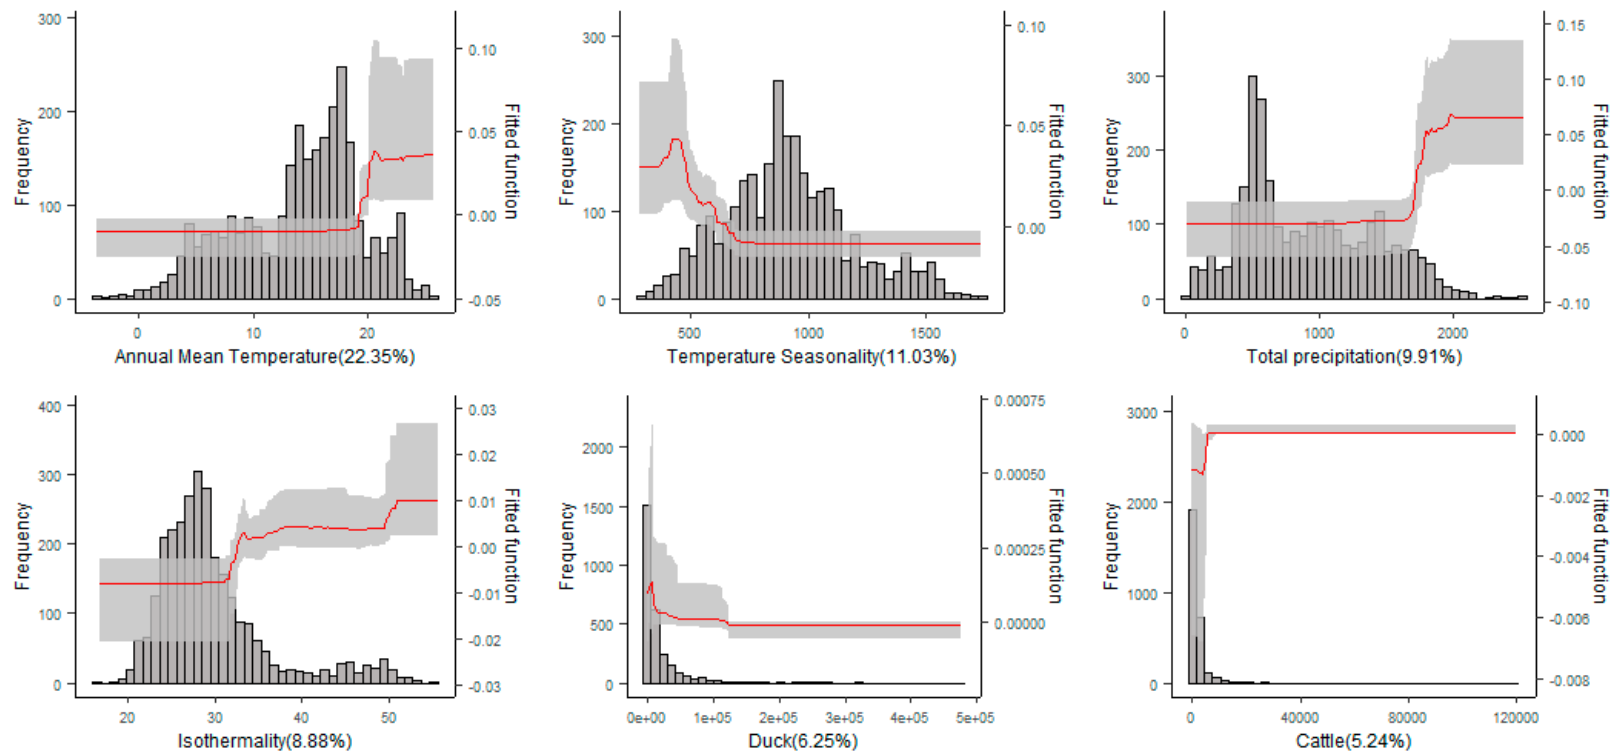 300
200
100
0
Frequency
0.10
0.05
0.00
-0.05
Fitted function
0 10 20
Annual Mean Temperature(22.35%)
300
200
100
0
Frequency
0.10
0.05
0.00
Fitted function
500 1000 1500
Temperature Seasonality(11.03%)
300
200
100
0
Frequency
0.15
0.10
0.05
0.00
-0.05
-0.10
Fitted function
0 1000 2000
Total precipitation(9.91%)
400
300
200
100
0
Frequency
0.03
0.02
0.01
0.00
-0.01
-0.02
-0.03
Fitted function
20 30 40 50
Isothermality(8.88%)
2000
1500
1000
500
0
Frequency
0.00075
0.00050
0.00025
0.00000
Fitted function
0e+00 1e+05 2e+05 3e+05 4e+05 5e+05
Duck(6.25%)
3000
2000
1000
0
Frequency
0.000
-0.002
-0.004
-0.006
-0.008
Fitted function
0 40000 80000 120000
Cattle(5.24%)